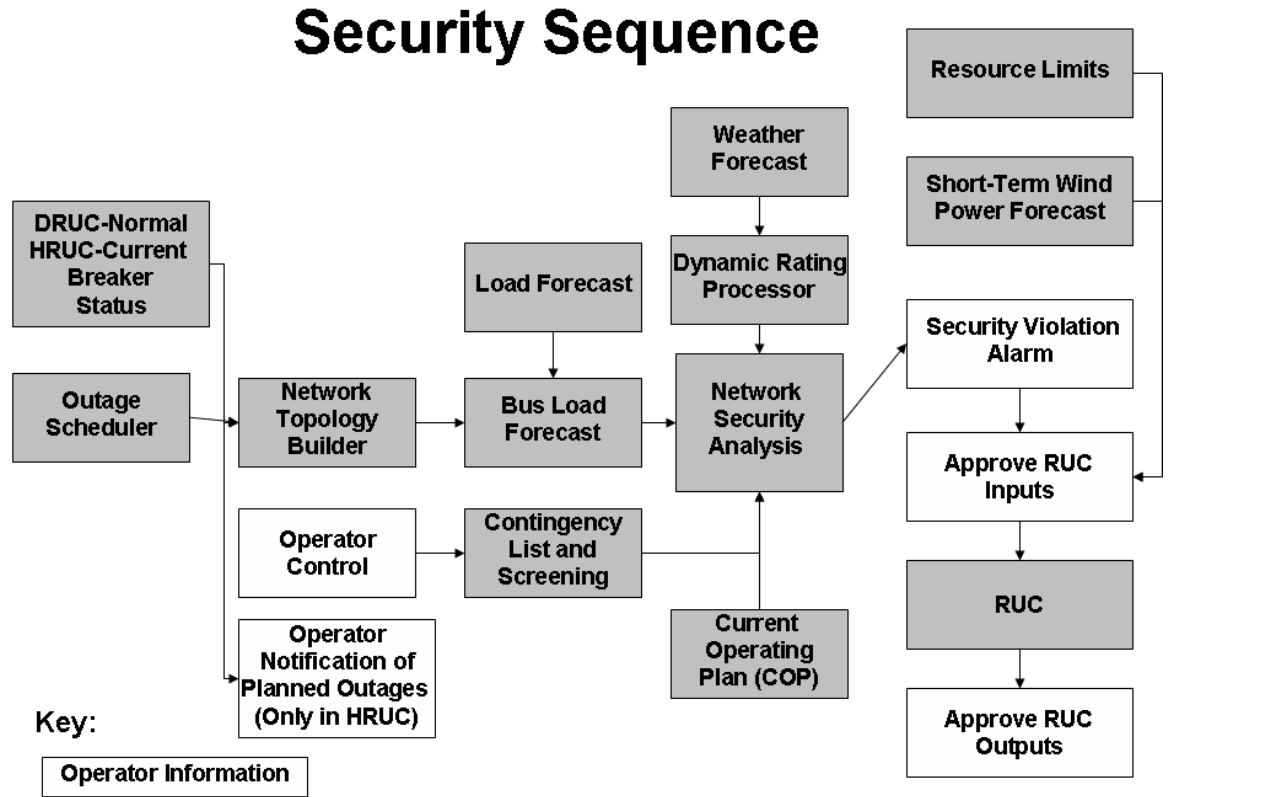 Security Sequence
Resource Limits
Weather
Forecast
Short-Term Wind
Power Forecast
DRUC-Normal
HRUC-Current
Breaker
Status
Load Forecast
Dynamic Rating
Processor
Security Violation
Alarm
Outage
Scheduler
Network
Topology
Builder
Bus Load
Forecast
Network
Security
Analysis
Approve RUC
Inputs
Operator
Control
Contingency
List and
Screening
RUC
Operator
Notification of
Planned Outages
(Only in HRUC)
Current
Operating
Plan (COP)
Approve RUC
Outputs
Key:
Operator Information